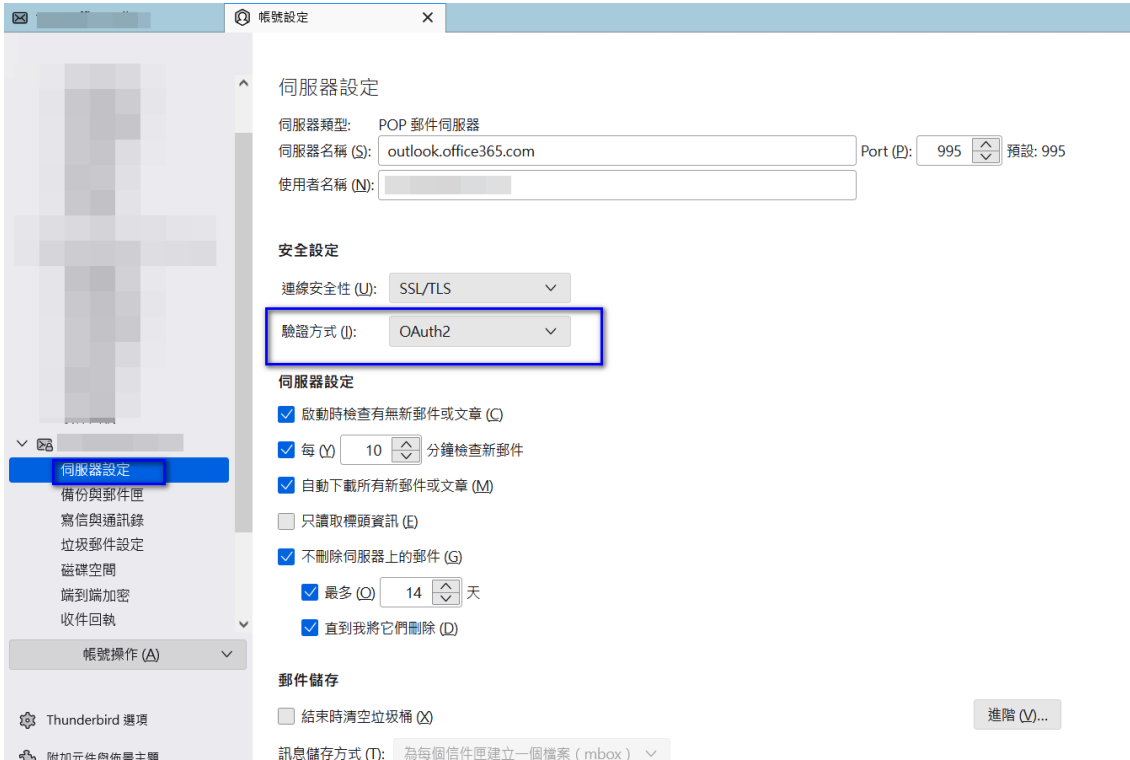 帳號設定
伺服器設定
伺服器類型: POP 郵件伺服器
伺服器名稱 (S): outlook.office365.com Port (P): 995 預設: 995
使用者名稱 (N):
安全設定
連線安全性 (U): SSL/TLS
驗證方式 (I): OAuth2
伺服器設定
啟動時檢查有無新郵件或文章 (C)
每 (Y) 10 分鐘檢查新郵件
自動下載所有新郵件或文章 (M)
只讀取標頭資訊 (E)
不刪除伺服器上的郵件 (G)
最多 (O) 14 天
直到我將它們刪除 (D)
郵件儲存
結束時清空垃圾桶 (X) 進階 (V)...
訊息儲存方式 (T): 為每個信件匣建立一個檔案 ( mbox )
伺服器設定
備份與郵件匣
寫信與通訊錄
垃圾郵件設定
磁碟空間
端到端加密
收件回執
帳號操作 (A)
Thunderbird 選項
附加元件與佈景主題